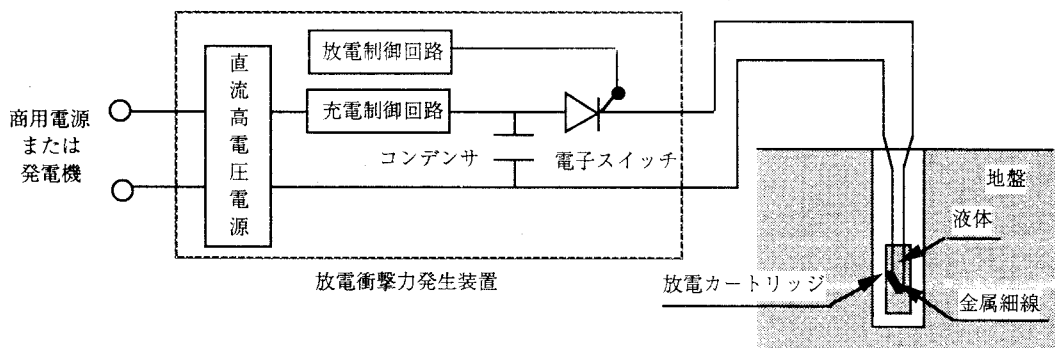 放電制御回路
直流高電圧電源
充電制御回路
商用電源
または
発電機
コンデンサ
電子スイッチ
地盤
液体
放電カートリッジ
金属細線
放電衝撃力発生装置